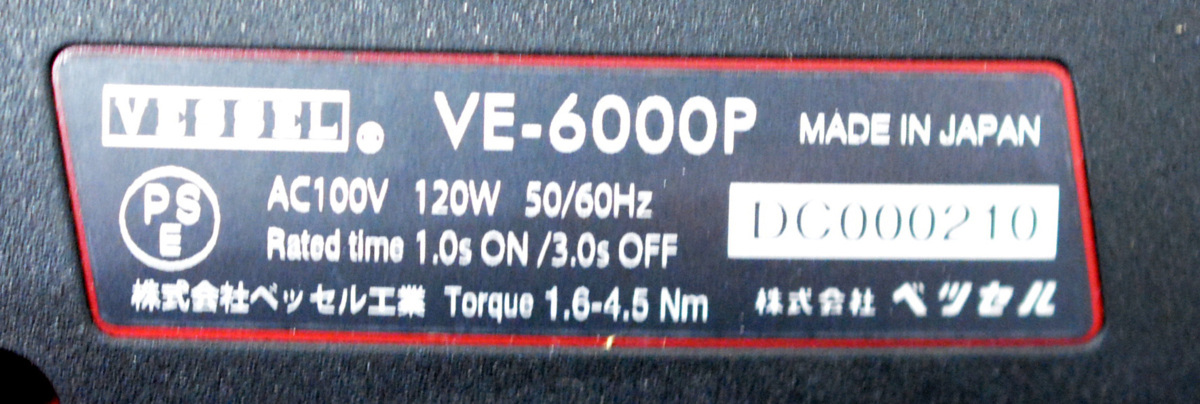 VESSEL® VE-6000P MADE IN JAPAN
PSE AC100V 120W 50/60Hz
DC000210
Rated time 1.0s ON /3.0s OFF
株式会社ベッセル工業 Torque 1.6-4.5 Nm 株式会社 ベッセル